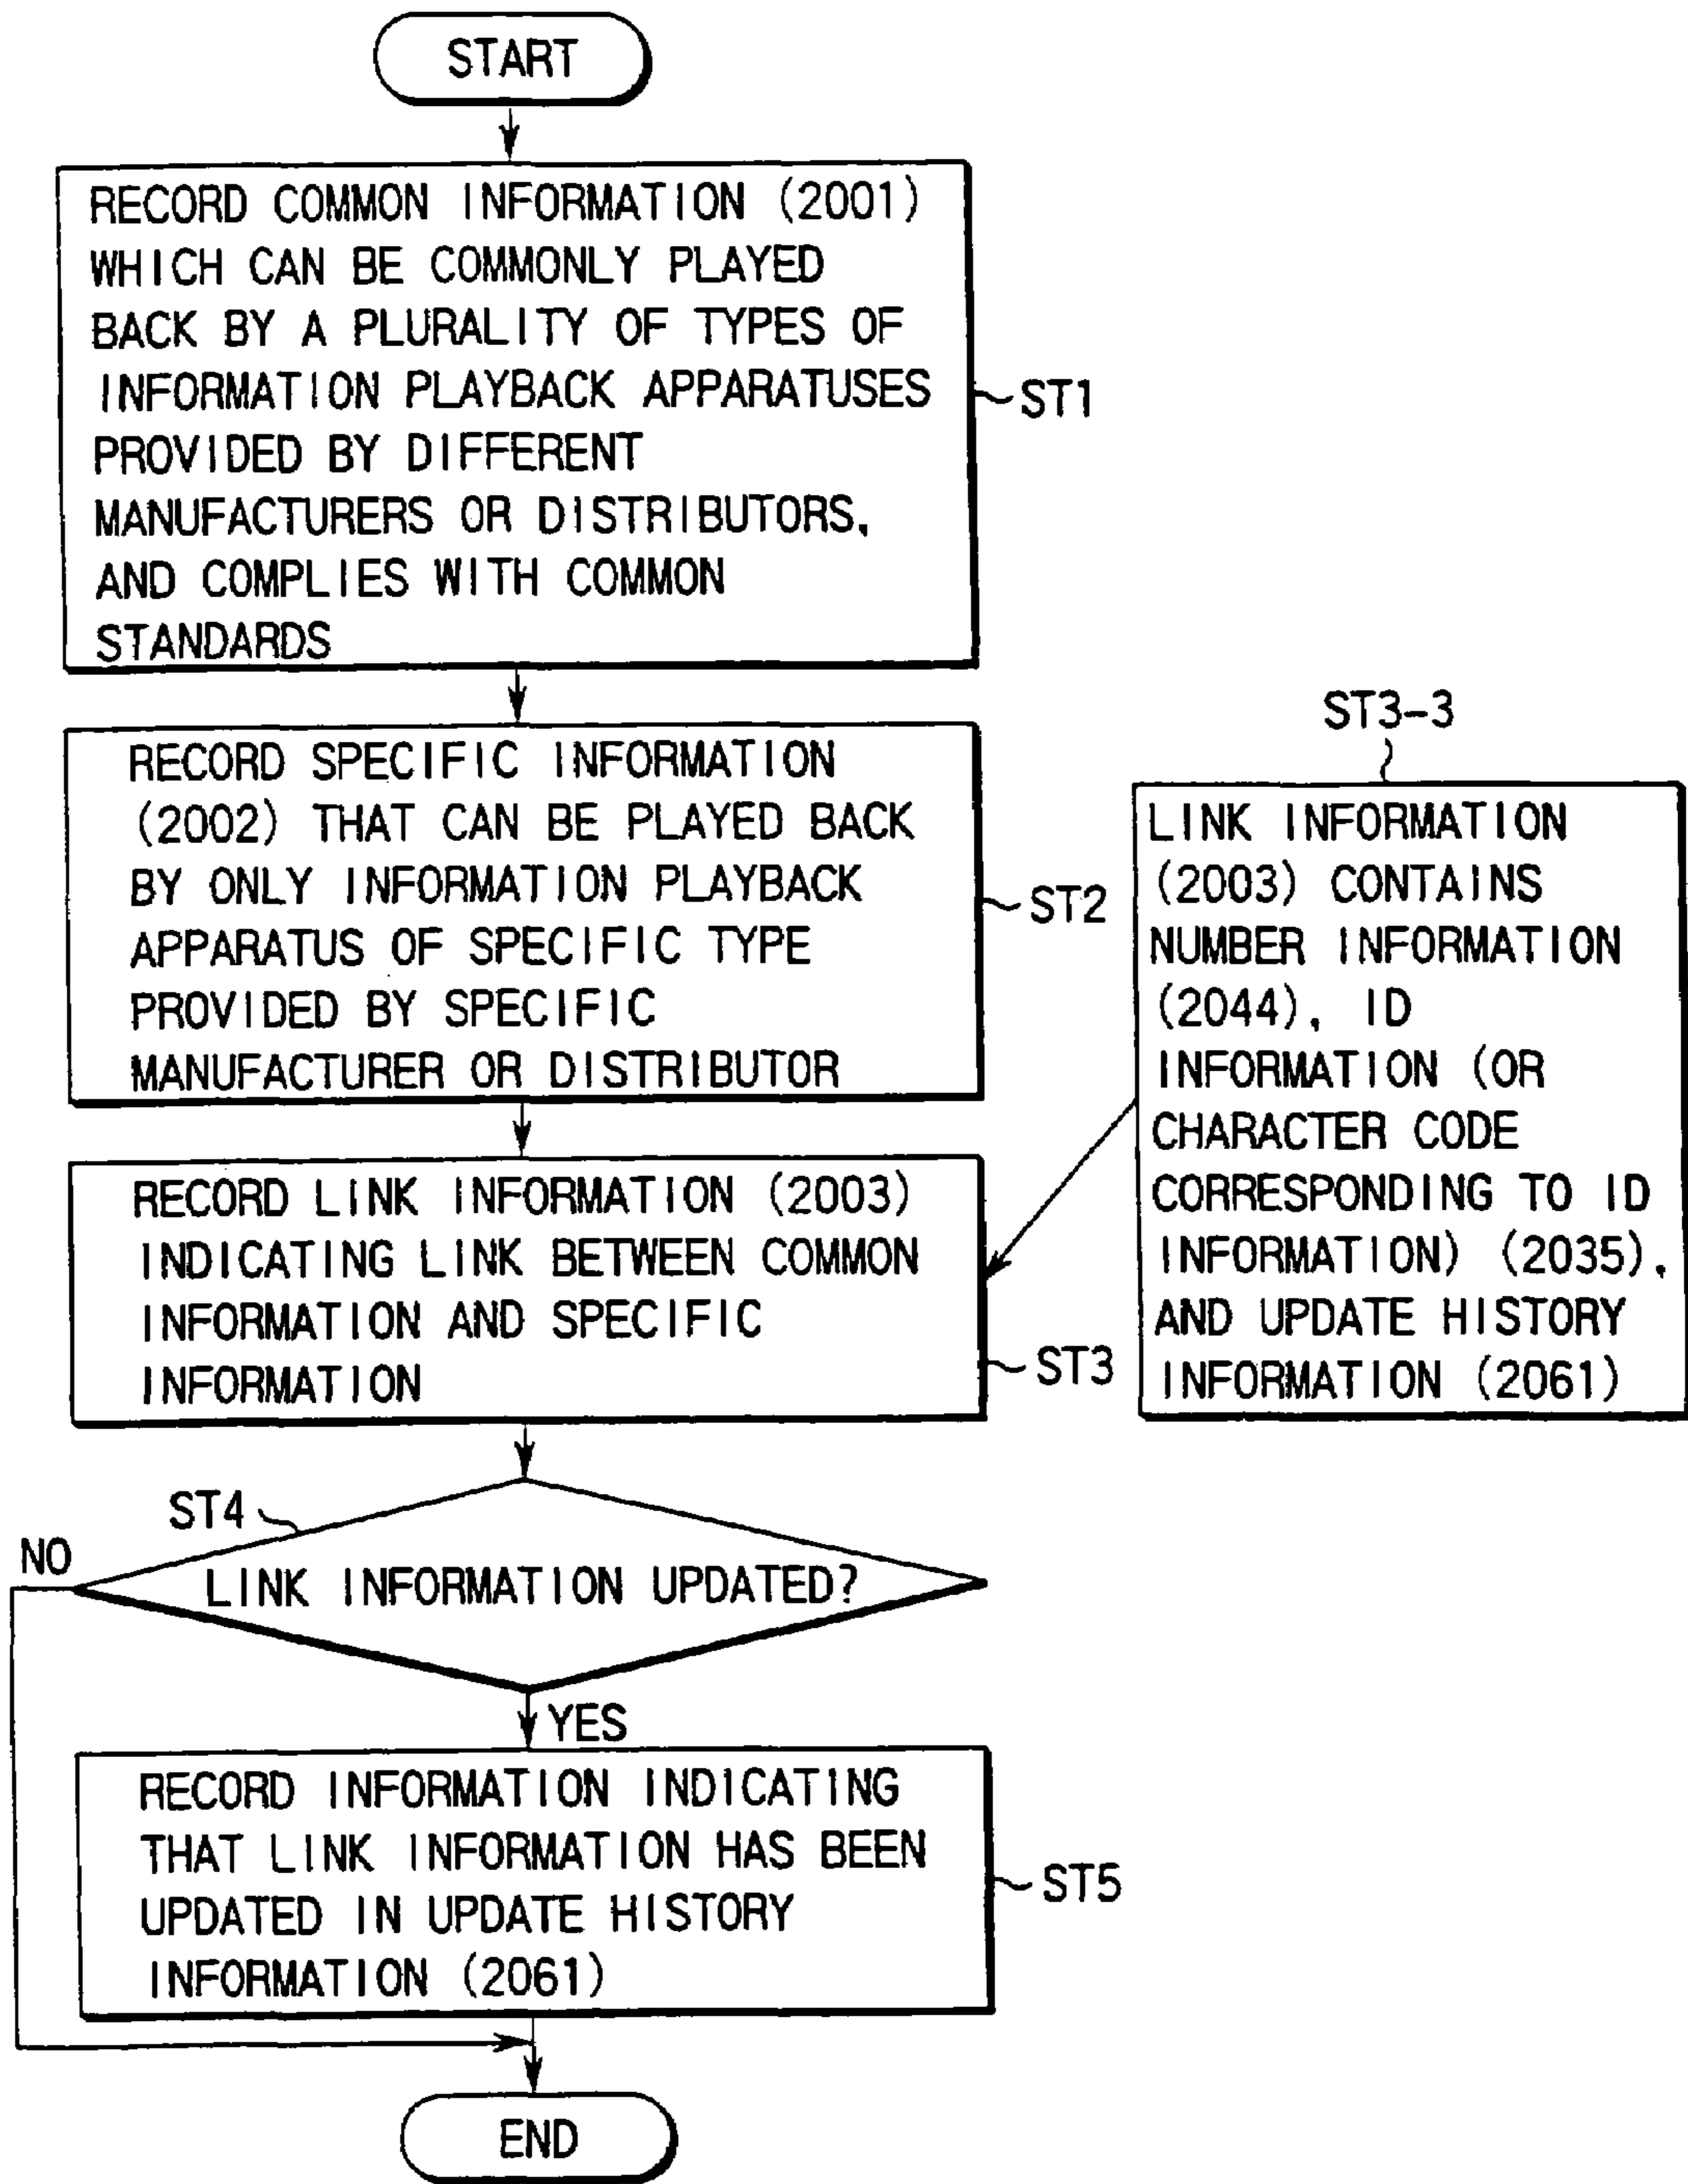 START
RECORD COMMON INFORMATION (2001)
WHICH CAN BE COMMONLY PLAYED
BACK BY A PLURALITY OF TYPES OF
INFORMATION PLAYBACK APPARATUSES
PROVIDED BY DIFFERENT
MANUFACTURERS OR DISTRIBUTORS,
AND COMPLIES WITH COMMON
STANDARDS
ST1
RECORD SPECIFIC INFORMATION
(2002) THAT CAN BE PLAYED BACK
BY ONLY INFORMATION PLAYBACK
APPARATUS OF SPECIFIC TYPE
PROVIDED BY SPECIFIC
MANUFACTURER OR DISTRIBUTOR
ST2
ST3-3
LINK INFORMATION
(2003) CONTAINS
NUMBER INFORMATION
(2044), ID
INFORMATION (OR
CHARACTER CODE
CORRESPONDING TO ID
INFORMATION) (2035),
AND UPDATE HISTORY
INFORMATION (2061)
RECORD LINK INFORMATION (2003)
INDICATING LINK BETWEEN COMMON
INFORMATION AND SPECIFIC
INFORMATION
ST3
ST4
NO
LINK INFORMATION UPDATED?
YES
RECORD INFORMATION INDICATING
THAT LINK INFORMATION HAS BEEN
UPDATED IN UPDATE HISTORY
INFORMATION (2061)
ST5
END